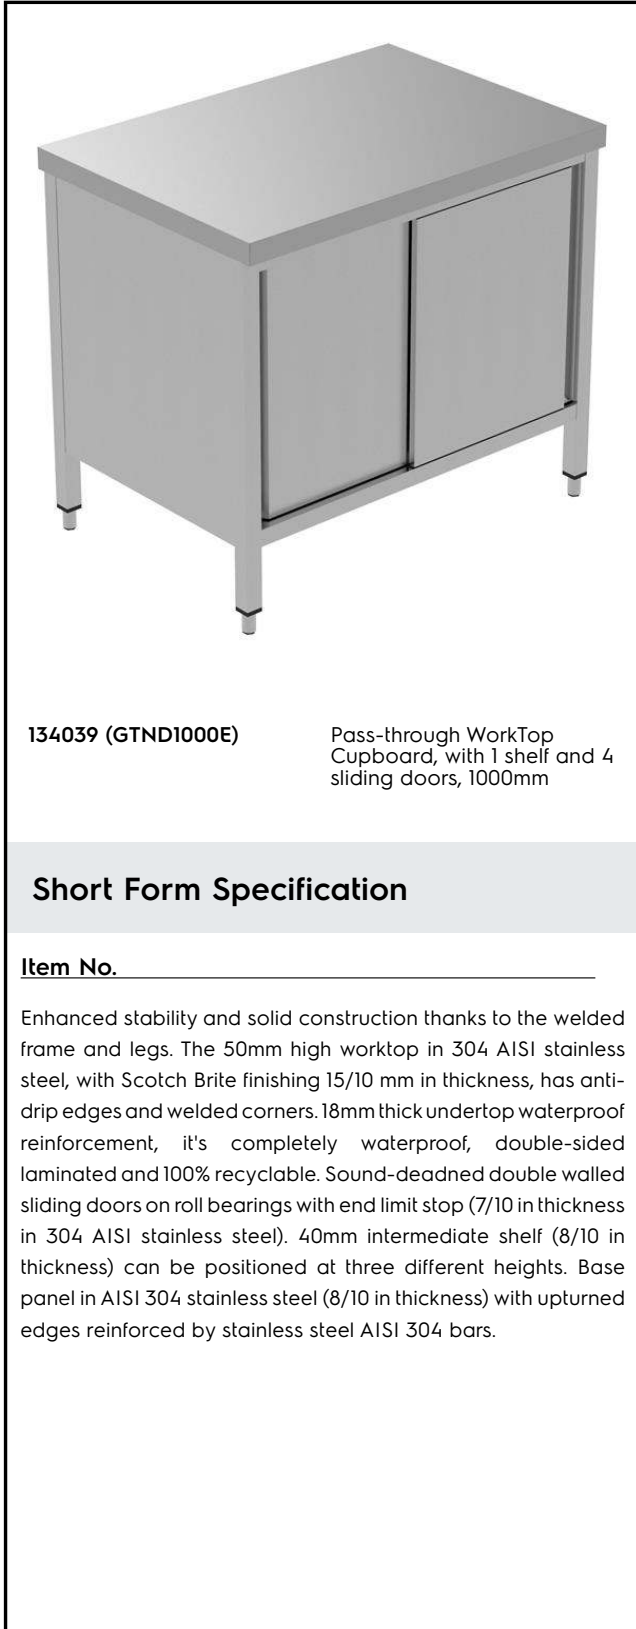 134039 (GTND1000E)
Pass-through WorkTop
Cupboard, with 1 shelf and 4
sliding doors, 1000mm
Short Form Specification
Item No.
Enhanced stability and solid construction thanks to the welded
frame and legs. The 50mm high worktop in 304 AISI stainless
steel, with Scotch Brite finishing 15/10 mm in thickness, has anti-
drip edges and welded corners. 18mm thick undertop waterproof
reinforcement, it's completely waterproof, double-sided
laminated and 100% recyclable. Sound-deadned double walled
sliding doors on roll bearings with end limit stop (7/10 in thickness
in 304 AISI stainless steel). 40mm intermediate shelf (8/10 in
thickness) can be positioned at three different heights. Base
panel in AISI 304 stainless steel (8/10 in thickness) with upturned
edges reinforced by stainless steel AISI 304 bars.